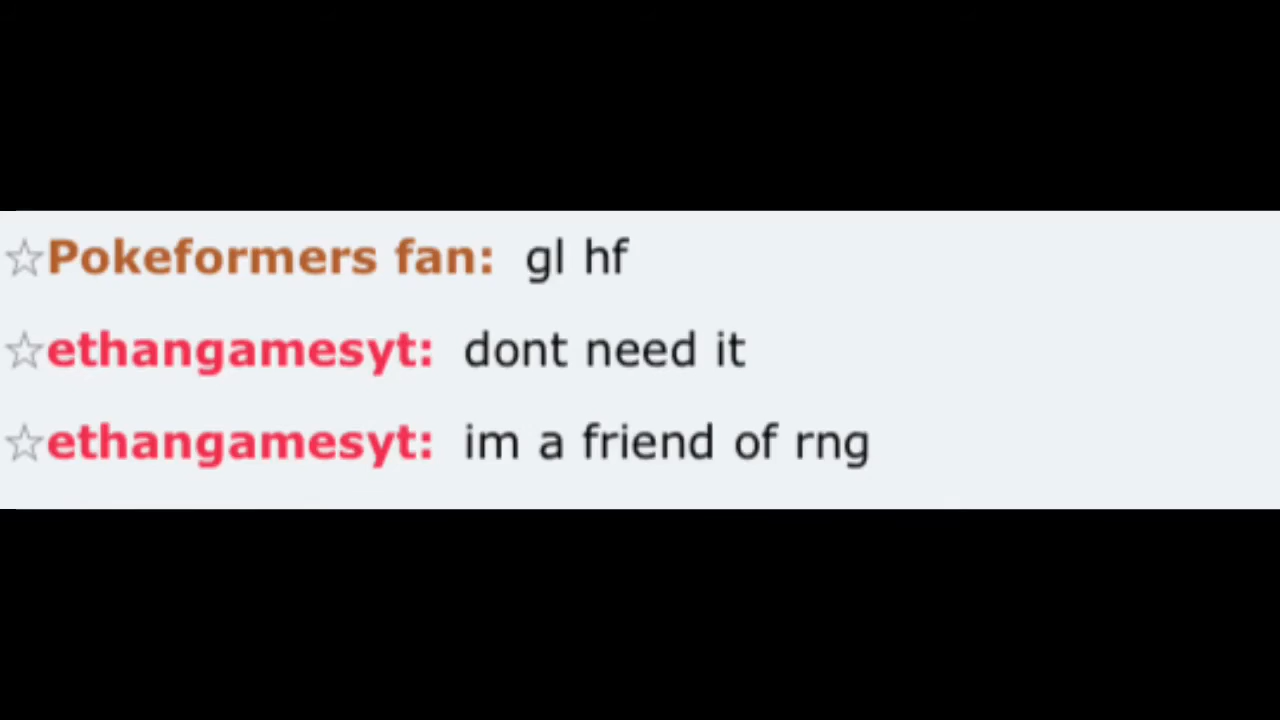 ☆Pokeformers fan: gl hf
☆ethangamesyt: dont need it
☆ethangamesyt: im a friend of rng